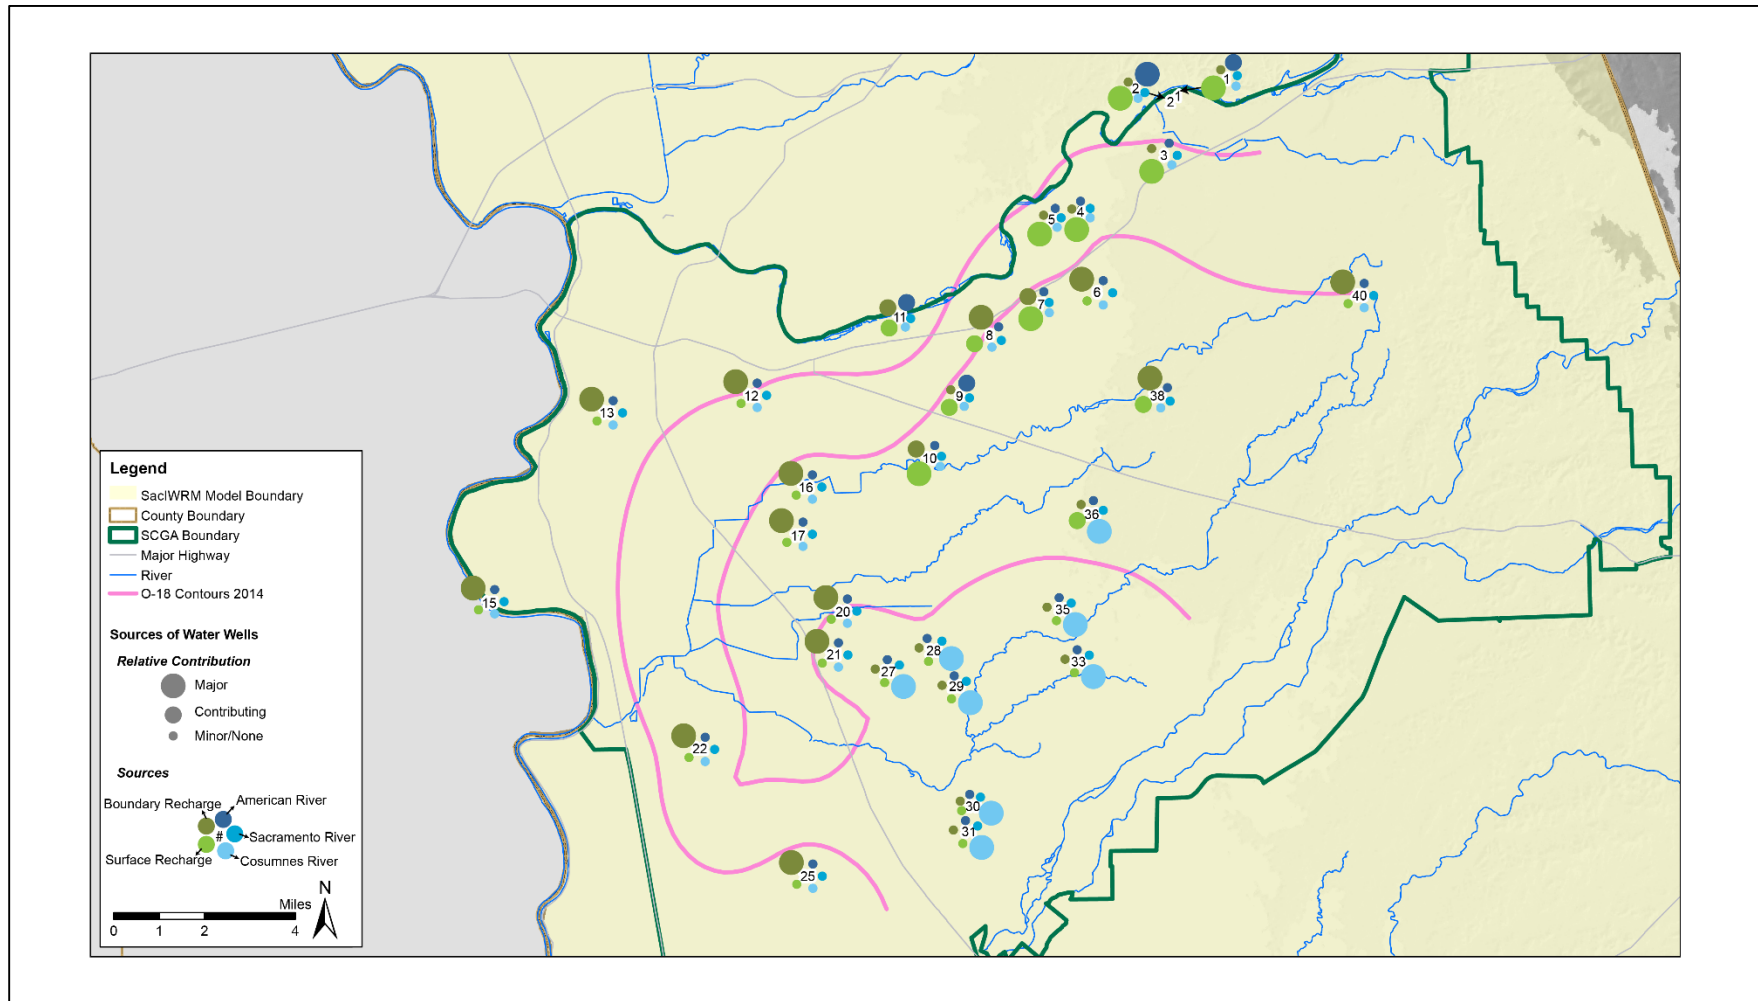 1
2
2
1
3
5
4
6
40
7
11
8
12
13
9
38
10
16
36
17
15
20
35
21
28
33
27
29
22
30
31
25
Legend
SacIWRM Model Boundary
County Boundary
SCGA Boundary
Major Highway
River
O-18 Contours 2014
Sources of Water Wells
Relative Contribution
Major
Contributing
Minor/None
Sources
Boundary Recharge
American River
#
Sacramento River
Surface Recharge
Cosumnes River
N
Miles
0 1 2 4